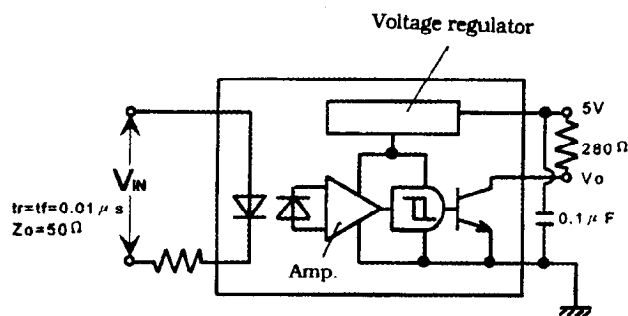 Voltage regulator
5V
280Ω
VIN
Vo
tr=tf=0.01μs
Zo=50Ω
0.1μF
Amp.